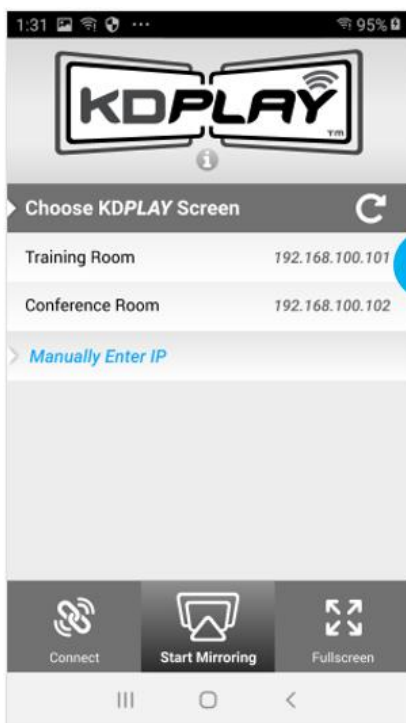 1:31 ... 95%
KDPLAY
TM
i
Choose KDPLAY Screen
Training Room 192.168.100.101
Conference Room 192.168.100.102
Manually Enter IP
Connect Start Mirroring Fullscreen